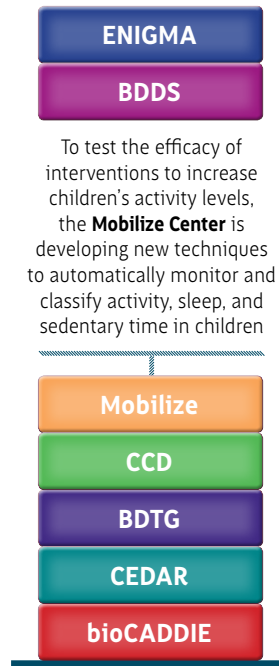 ENIGMA
BDDS
To test the efficacy of
interventions to increase
children's activity levels,
the Mobilize Center is
developing new techniques
to automatically monitor and
classify activity, sleep, and
sedentary time in children
Mobilize
CCD
BDTG
CEDAR
bioCADDIE